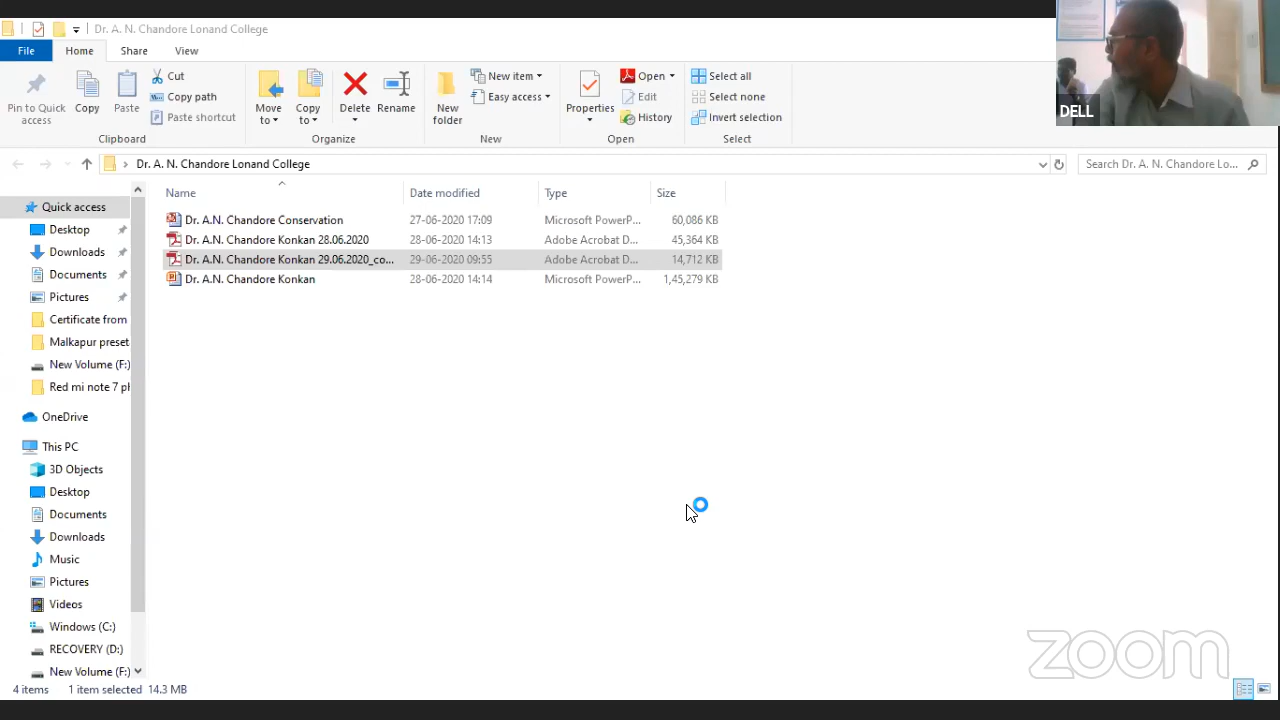 Dr. A. N. Chandore Lonand College
File
Home
Share
View
Pin to Quick access
Copy
Paste
Cut
Copy path
Paste shortcut
Clipboard
Move to
Copy to
Delete
Rename
Organize
New folder
New item
Easy access
New
Properties
Open
Edit
History
Open
Select all
Select none
Invert selection
Select
DELL
Dr. A. N. Chandore Lonand College
Search Dr. A. N. Chandore Lo...
Name Date modified Type Size
Dr. A.N. Chandore Conservation 27-06-2020 17:09 Microsoft PowerP... 60,086 KB
Dr. A.N. Chandore Konkan 28.06.2020 28-06-2020 14:13 Adobe Acrobat D... 45,364 KB
Dr. A.N. Chandore Konkan 29.06.2020_co... 29-06-2020 09:55 Adobe Acrobat D... 14,712 KB
Dr. A.N. Chandore Konkan 28-06-2020 14:14 Microsoft PowerP... 1,45,279 KB
Quick access
Desktop
Downloads
Documents
Pictures
Certificate from
Malkapur preset
New Volume (F:)
Red mi note 7 ph
OneDrive
This PC
3D Objects
Desktop
Documents
Downloads
Music
Pictures
Videos
Windows (C:)
RECOVERY (D:)
New Volume (F:)
4 items 1 item selected 14.3 MB
zoom